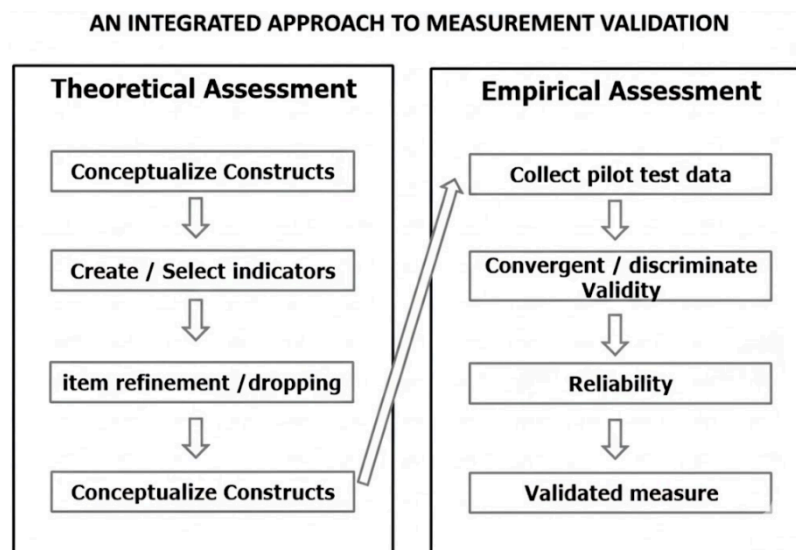 AN INTEGRATED APPROACH TO MEASUREMENT VALIDATION
Theoretical Assessment
Conceptualize Constructs
Create / Select indicators
item refinement /dropping
Conceptualize Constructs
Empirical Assessment
Collect pilot test data
Convergent / discriminate
Validity
Reliability
Validated measure